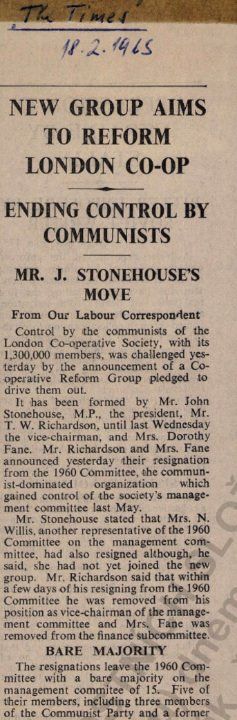 The Times
18.2.1965
NEW GROUP AIMS
TO REFORM
LONDON CO-OP
ENDING CONTROL BY
COMMUNISTS
MR. J. STONEHOUSE'S
MOVE
From Our Labour Correspondent
Control by the communists of the
London Co-operative Society, with its
1,300,000 members, was challenged yes-
terday by the announcement of a Co-
operative Reform Group pledged to
drive them out.
It has been formed by Mr. John
Stonehouse, M.P., the president, Mr.
T. W. Richardson, until last Wednesday
the vice-chairman, and Mrs. Dorothy
Fane. Mr. Richardson and Mrs. Fane
announced yesterday their resignation
from the 1960 Committee, the commun-
ist-dominated organization which
gained control of the society's manage-
ment committee last May.
Mr. Stonehouse stated that Mrs. N.
Willis, another representative of the 1960
Committee on the management com-
mittee, had also resigned although, he
said, she had not yet joined the new
group. Mr. Richardson said that within
a few days of his resigning from the 1960
Committee he was removed from his
position as vice-chairman of the manage-
ment committee and Mrs. Fane was
removed from the finance subcommittee.
BARE MAJORITY
The resignations leave the 1960 Com-
mittee with a bare majority on the
management commitee of 15. Five of
their members, including three members
of the Communist Party and a former